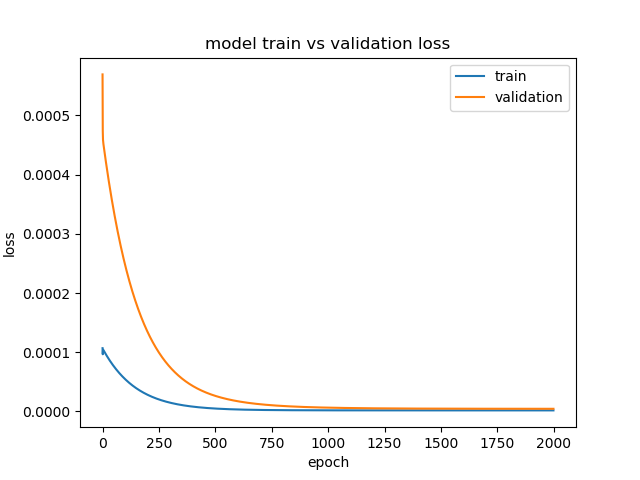 model train vs validation loss
train
validation
0.0005
0.0004
0.0003
0.0002
0.0001
0.0000
loss
0 250 500 750 1000 1250 1500 1750 2000
epoch